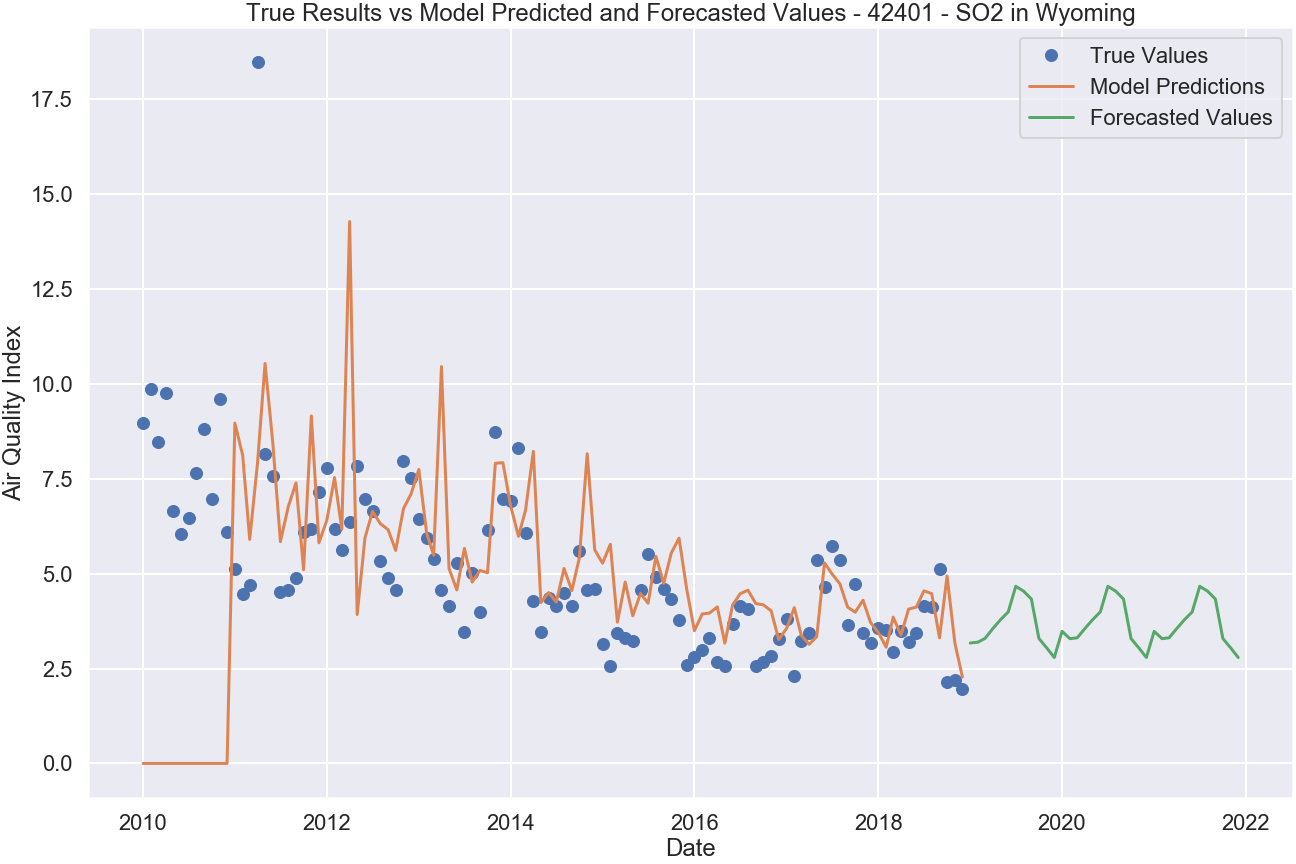 True Results vs Model Predicted and Forecasted Values - 42401 - SO2 in Wyoming
True Values
Model Predictions
Forecasted Values
17.5
15.0
12.5
10.0
7.5
5.0
2.5
0.0
Air Quality Index
2010 2012 2014 2016 2018 2020 2022
Date